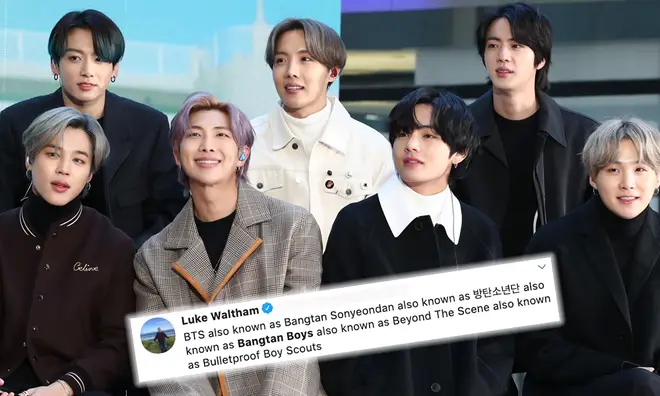 Celine
Luke Waltham
BTS also known as Bangtan Sonyeondan also known as 방탄소년단 also
known as Bangtan Boys also known as Beyond The Scene also known
as Bulletproof Boy Scouts